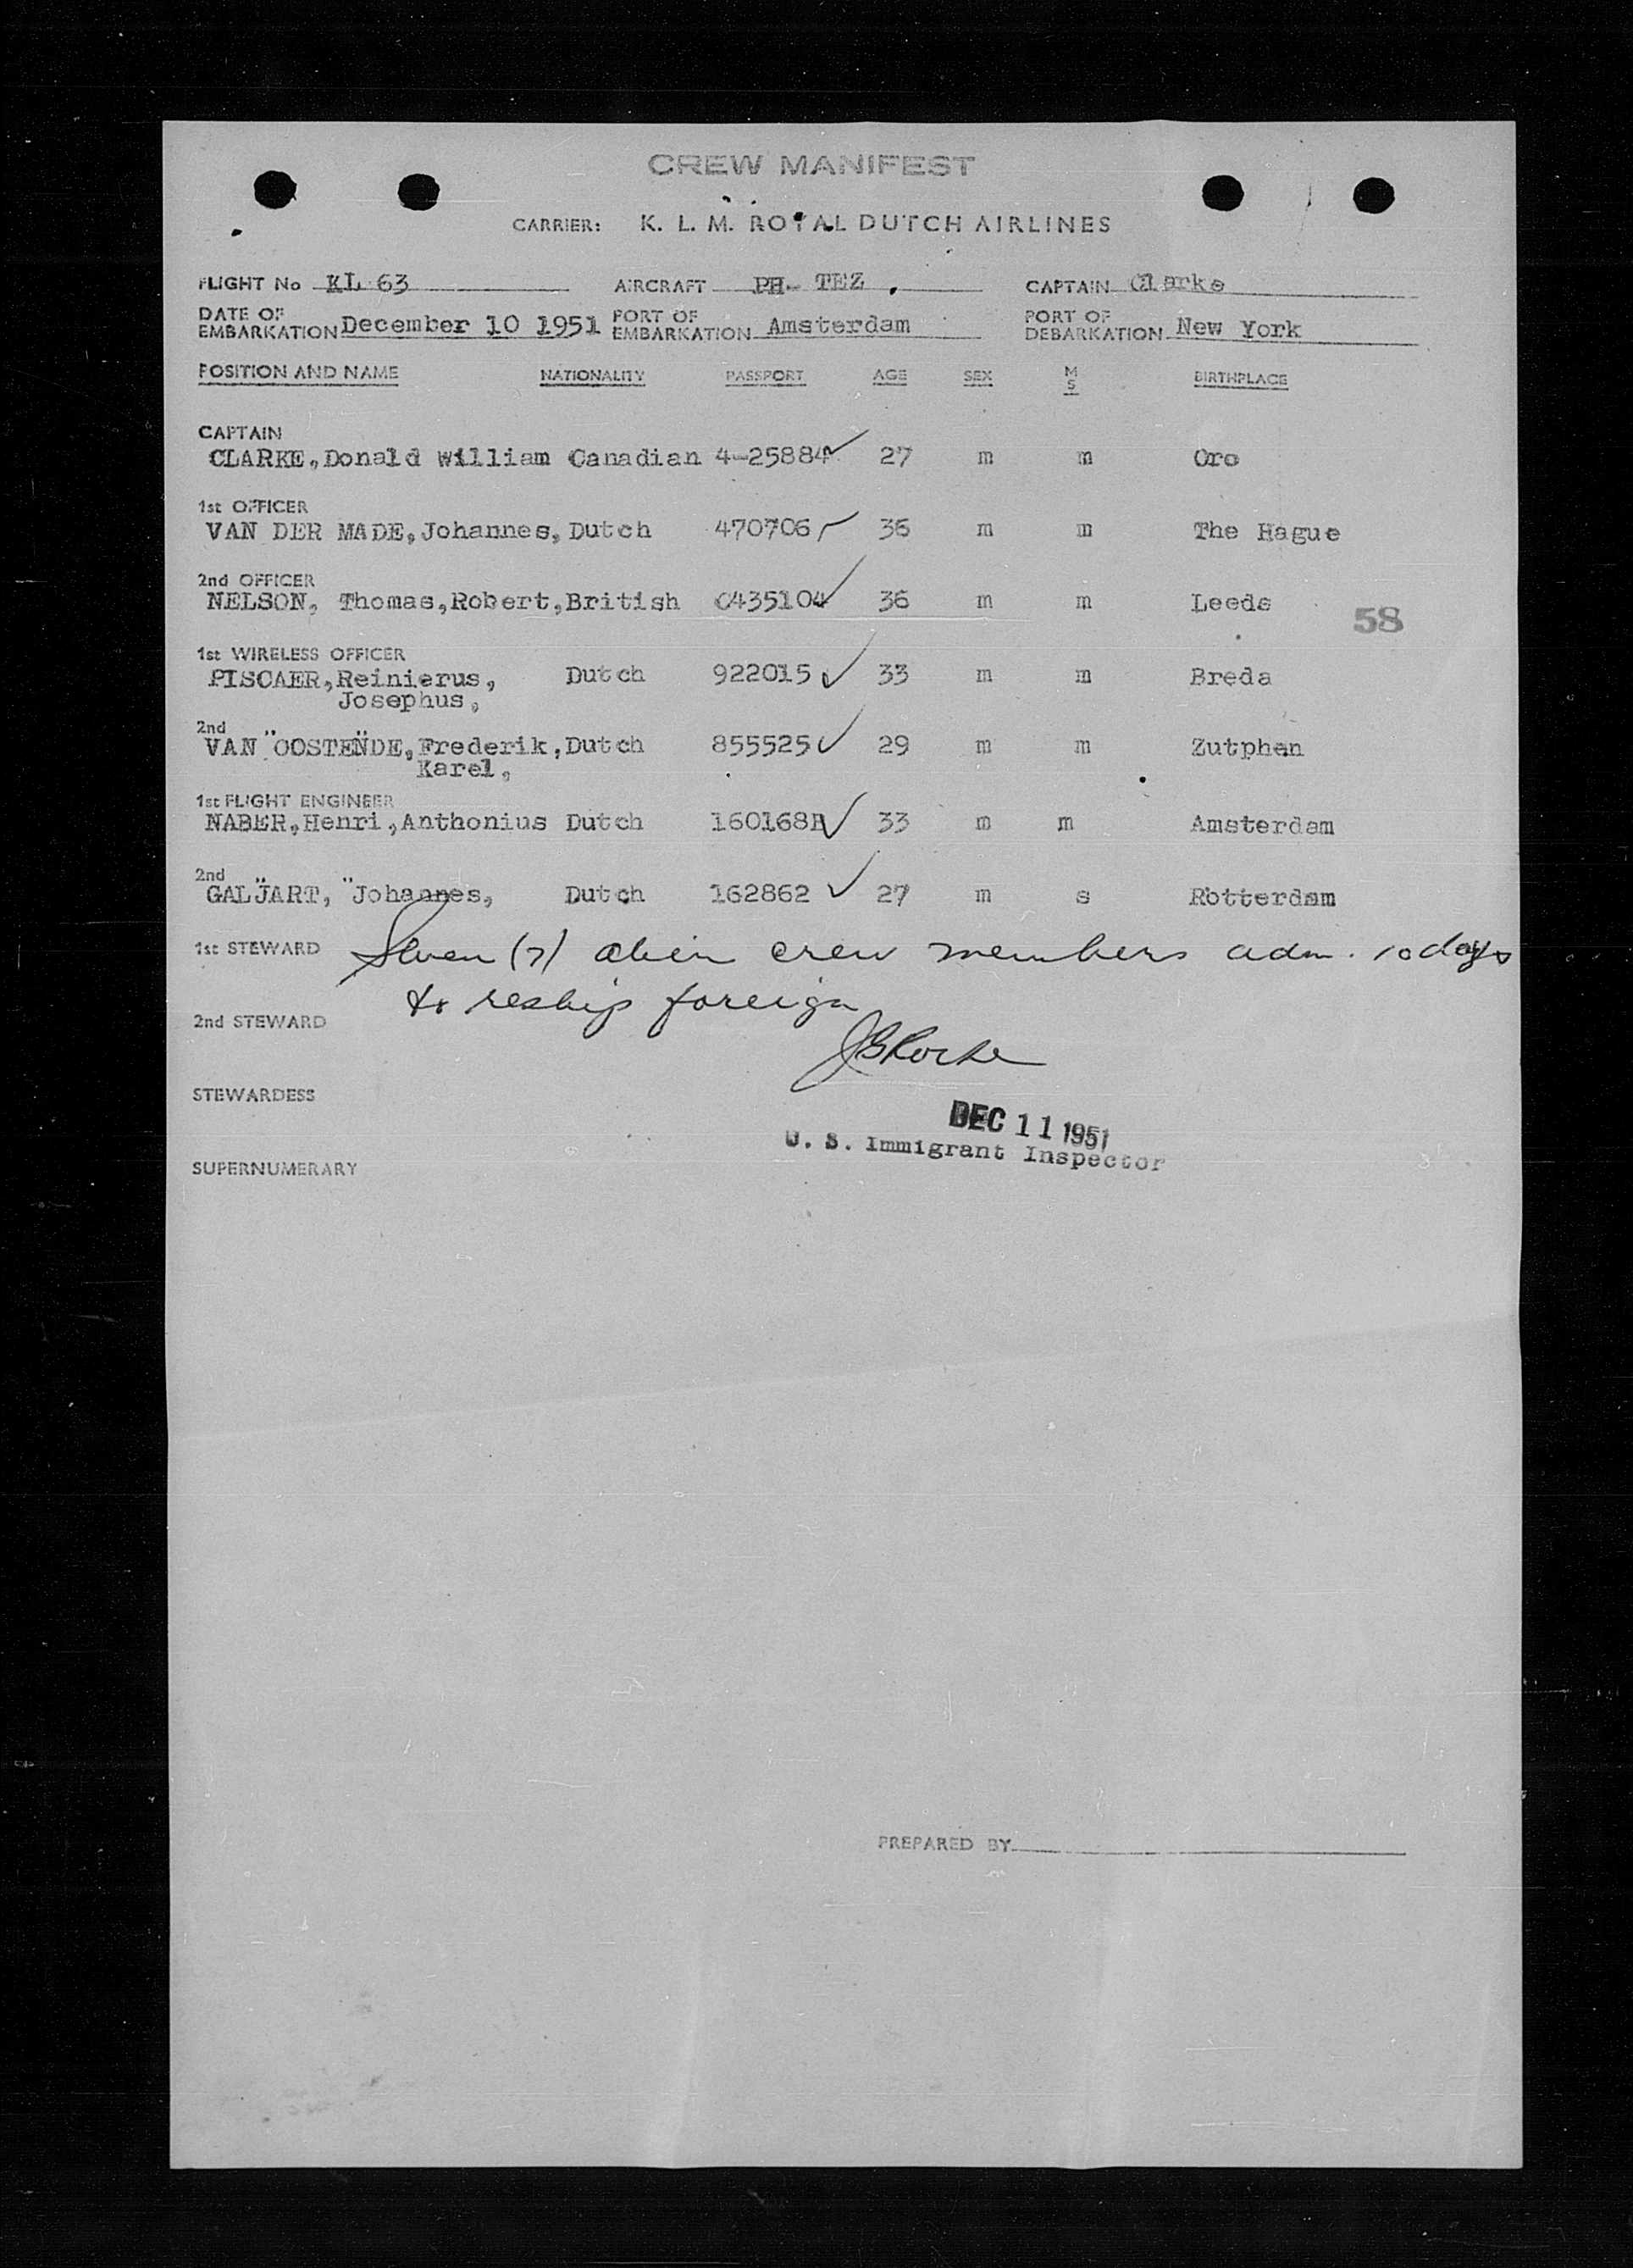 CREW MANIFEST
CARRIER: K. L. M. ROYAL DUTCH AIRLINES
FLIGHT No KL 63 AIRCRAFT PH- TEZ . CAPTAIN Clarke
DATE OF EMBARKATION December 10 1951 PORT OF EMBARKATION Amsterdam PORT OF DEBARKATION New York
POSITION AND NAME NATIONALITY PASSPORT AGE SEX M S BIRTHPLACE
CAPTAIN
CLARKE, Donald William Canadian 4-25884 27 m m Oro
1st OFFICER
VAN DER MADE, Johannes, Dutch 470706 36 m m The Hague
2nd OFFICER
NELSON, Thomas, Robert, British C435104 36 m m Leeds
58
1st WIRELESS OFFICER
PISCAER, Reinierus, Dutch 922015 33 m m Breda
Josephus,
2nd " "
VAN OOSTENDE, Frederik, Dutch 855525 29 m m Zutphen
Karel,
1st FLIGHT ENGINEER
NABER, Henri, Anthonius Dutch 160168 33 m m Amsterdam
2nd " "
GALJART, Johannes, Dutch 162862 27 m s Rotterdam
1st STEWARD Seven (7) alien crew members adm. 10 days
to reship foreign
2nd STEWARD
STEWARDESS
DEC 11 1951
U. S. Immigrant Inspector
SUPERNUMERARY
PREPARED BY